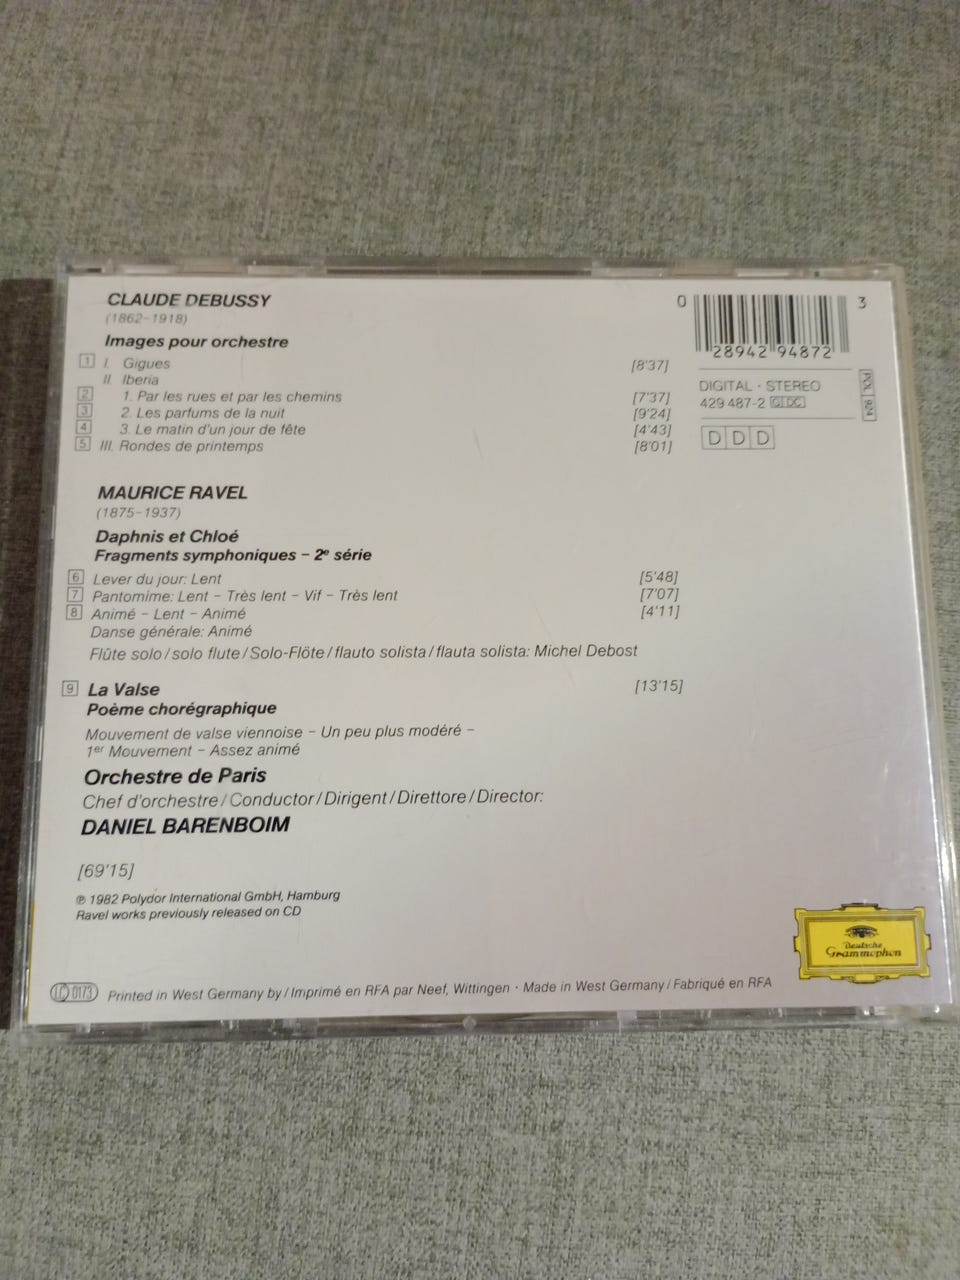 CLAUDE DEBUSSY
(1862–1918)
Images pour orchestre
1 I. Gigues [8'37]
II. Iberia
2 1. Par les rues et par les chemins [7'37]
3 2. Les parfums de la nuit [9'24]
4 3. Le matin d'un jour de fête [4'43]
5 III. Rondes de printemps [8'01]
0 28942 94872 3
DIGITAL · STEREO
429 487-2 GDC
POL 924
DDD
MAURICE RAVEL
(1875–1937)
Daphnis et Chloé
Fragments symphoniques – 2e série
6 Lever du jour: Lent [5'48]
7 Pantomime: Lent – Très lent – Vif – Très lent [7'07]
8 Animé – Lent – Animé [4'11]
Danse générale: Animé
Flûte solo/solo flute/Solo-Flöte/flauto solista/flauta solista: Michel Debost
9 La Valse [13'15]
Poème chorégraphique
Mouvement de valse viennoise – Un peu plus modéré –
1er Mouvement – Assez animé
Orchestre de Paris
Chef d'orchestre/Conductor/Dirigent/Direttore/Director:
DANIEL BARENBOIM
[69'15]
℗ 1982 Polydor International GmbH, Hamburg
Ravel works previously released on CD
Deutsche
Grammophon
LC 0173 Printed in West Germany by/Imprimé en RFA par Neef, Wittingen · Made in West Germany/Fabriqué en RFA